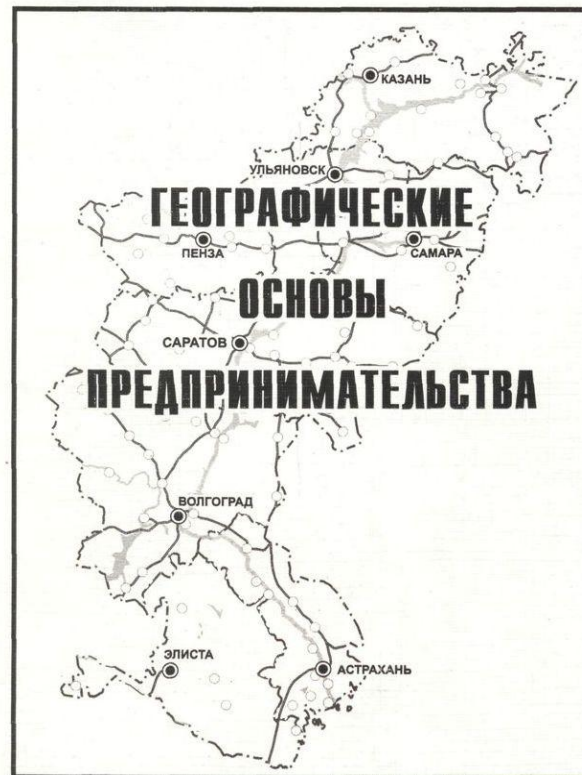 КАЗАНЬ
УЛЬЯНОВСК
ГЕОГРАФИЧЕСКИЕ
ПЕНЗА
САМАРА
ОСНОВЫ
САРАТОВ
ПРЕДПРИНИМАТЕЛЬСТВА
ВОЛГОГРАД
ЭЛИСТА
АСТРАХАНЬ